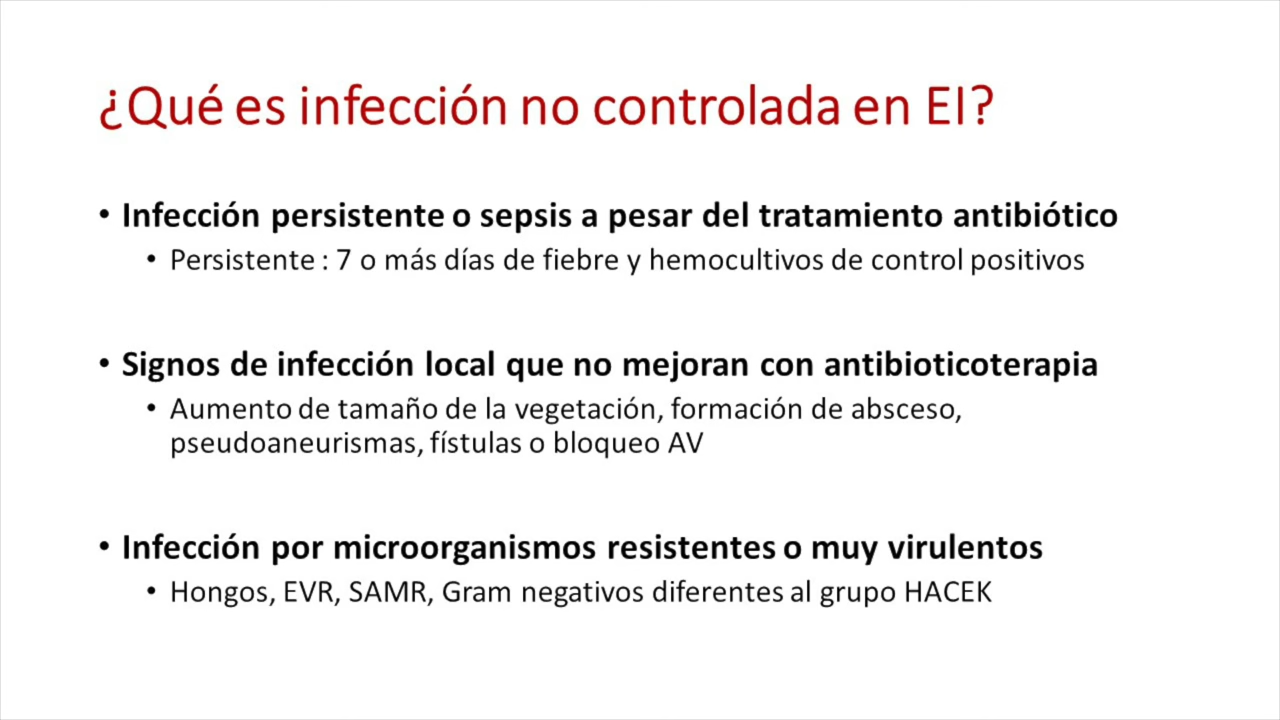 ¿Qué es infección no controlada en EI?
• Infección persistente o sepsis a pesar del tratamiento antibiótico
• Persistente : 7 o más días de fiebre y hemocultivos de control positivos
• Signos de infección local que no mejoran con antibioticoterapia
• Aumento de tamaño de la vegetación, formación de absceso,
pseudoaneurismas, fístulas o bloqueo AV
• Infección por microorganismos resistentes o muy virulentos
• Hongos, EVR, SAMR, Gram negativos diferentes al grupo HACEK